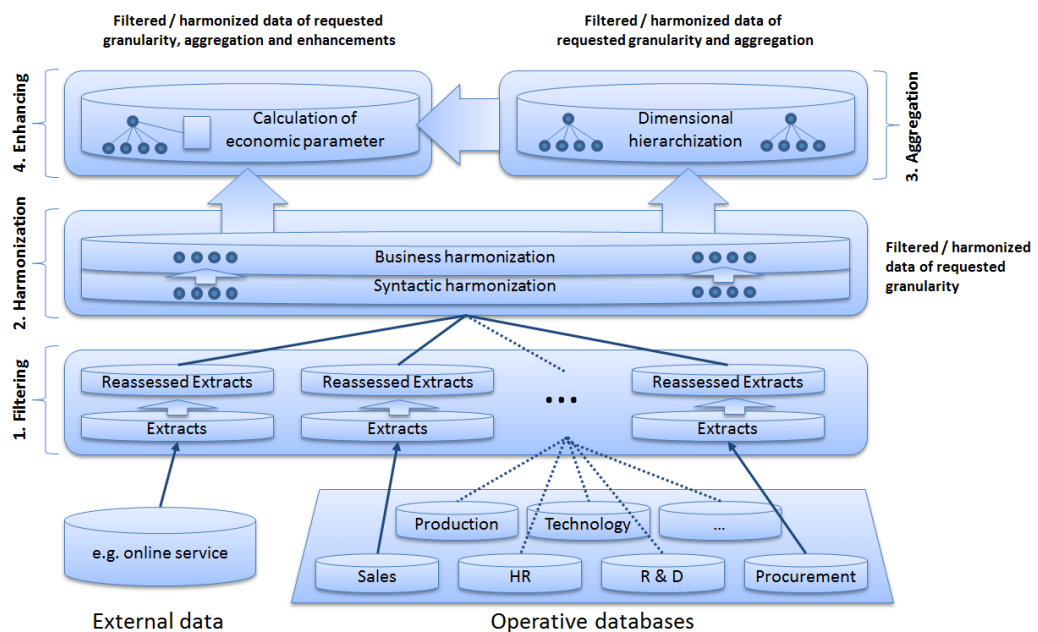 Filtered / harmonized data of requested
granularity, aggregation and enhancements
Filtered / harmonized data of
requested granularity and aggregation
4. Enhancing
Calculation of
economic parameter
Dimensional
hierarchization
3. Aggregation
2. Harmonization
Business harmonization
Syntactic harmonization
Filtered / harmonized
data of requested
granularity
1. Filtering
Reassessed Extracts
Reassessed Extracts
Reassessed Extracts
...
Extracts
Extracts
Extracts
e.g. online service
Production
Technology
...
Sales
HR
R & D
Procurement
External data
Operative databases